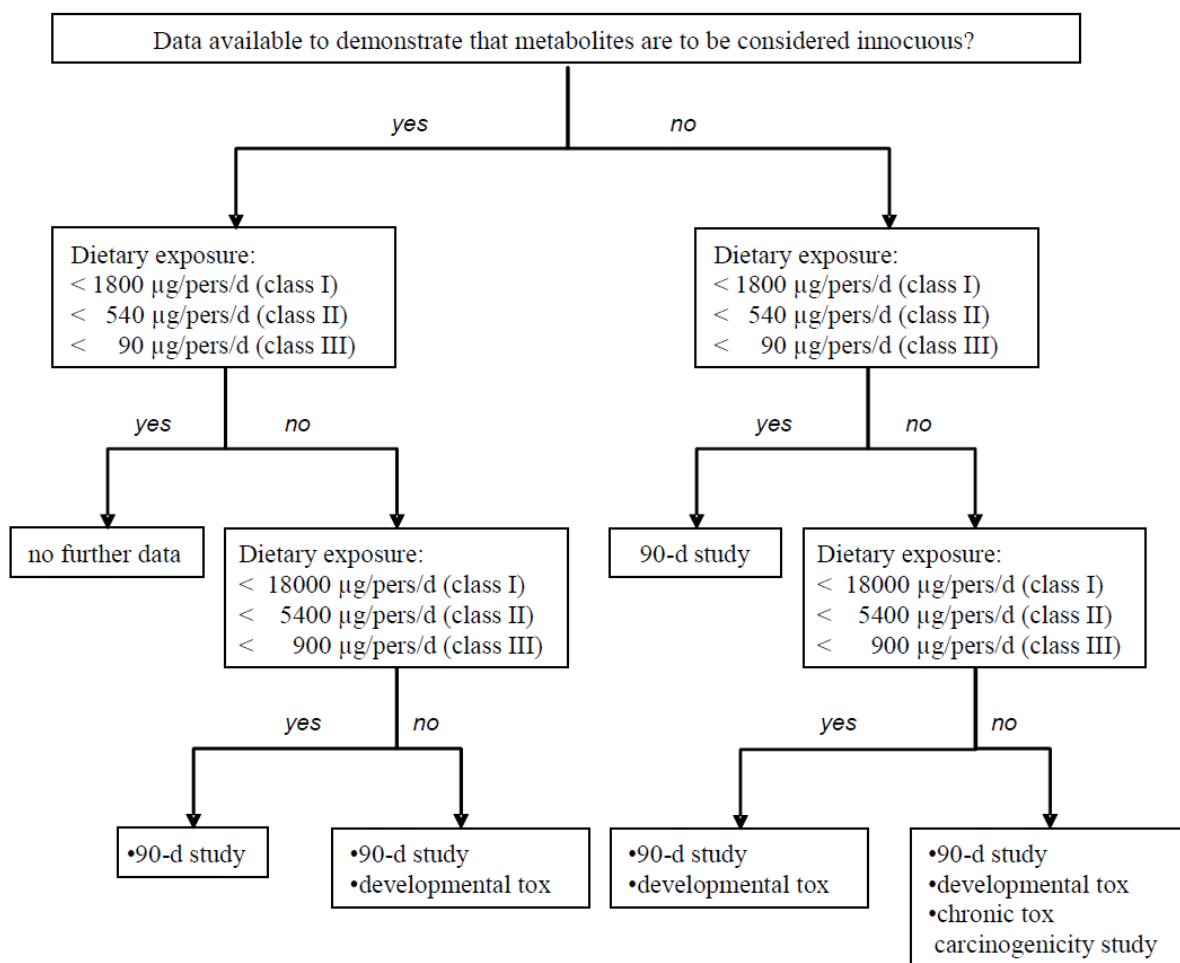 Data available to demonstrate that metabolites are to be considered innocuous?
yes
no
Dietary exposure:
< 1800 µg/pers/d (class I)
< 540 µg/pers/d (class II)
< 90 µg/pers/d (class III)
Dietary exposure:
< 1800 µg/pers/d (class I)
< 540 µg/pers/d (class II)
< 90 µg/pers/d (class III)
yes
no
yes
no
no further data
Dietary exposure:
< 18000 µg/pers/d (class I)
< 5400 µg/pers/d (class II)
< 900 µg/pers/d (class III)
90-d study
Dietary exposure:
< 18000 µg/pers/d (class I)
< 5400 µg/pers/d (class II)
< 900 µg/pers/d (class III)
yes
no
yes
no
•90-d study
•90-d study
•developmental tox
•90-d study
•developmental tox
•90-d study
•developmental tox
•chronic tox
carcinogenicity study